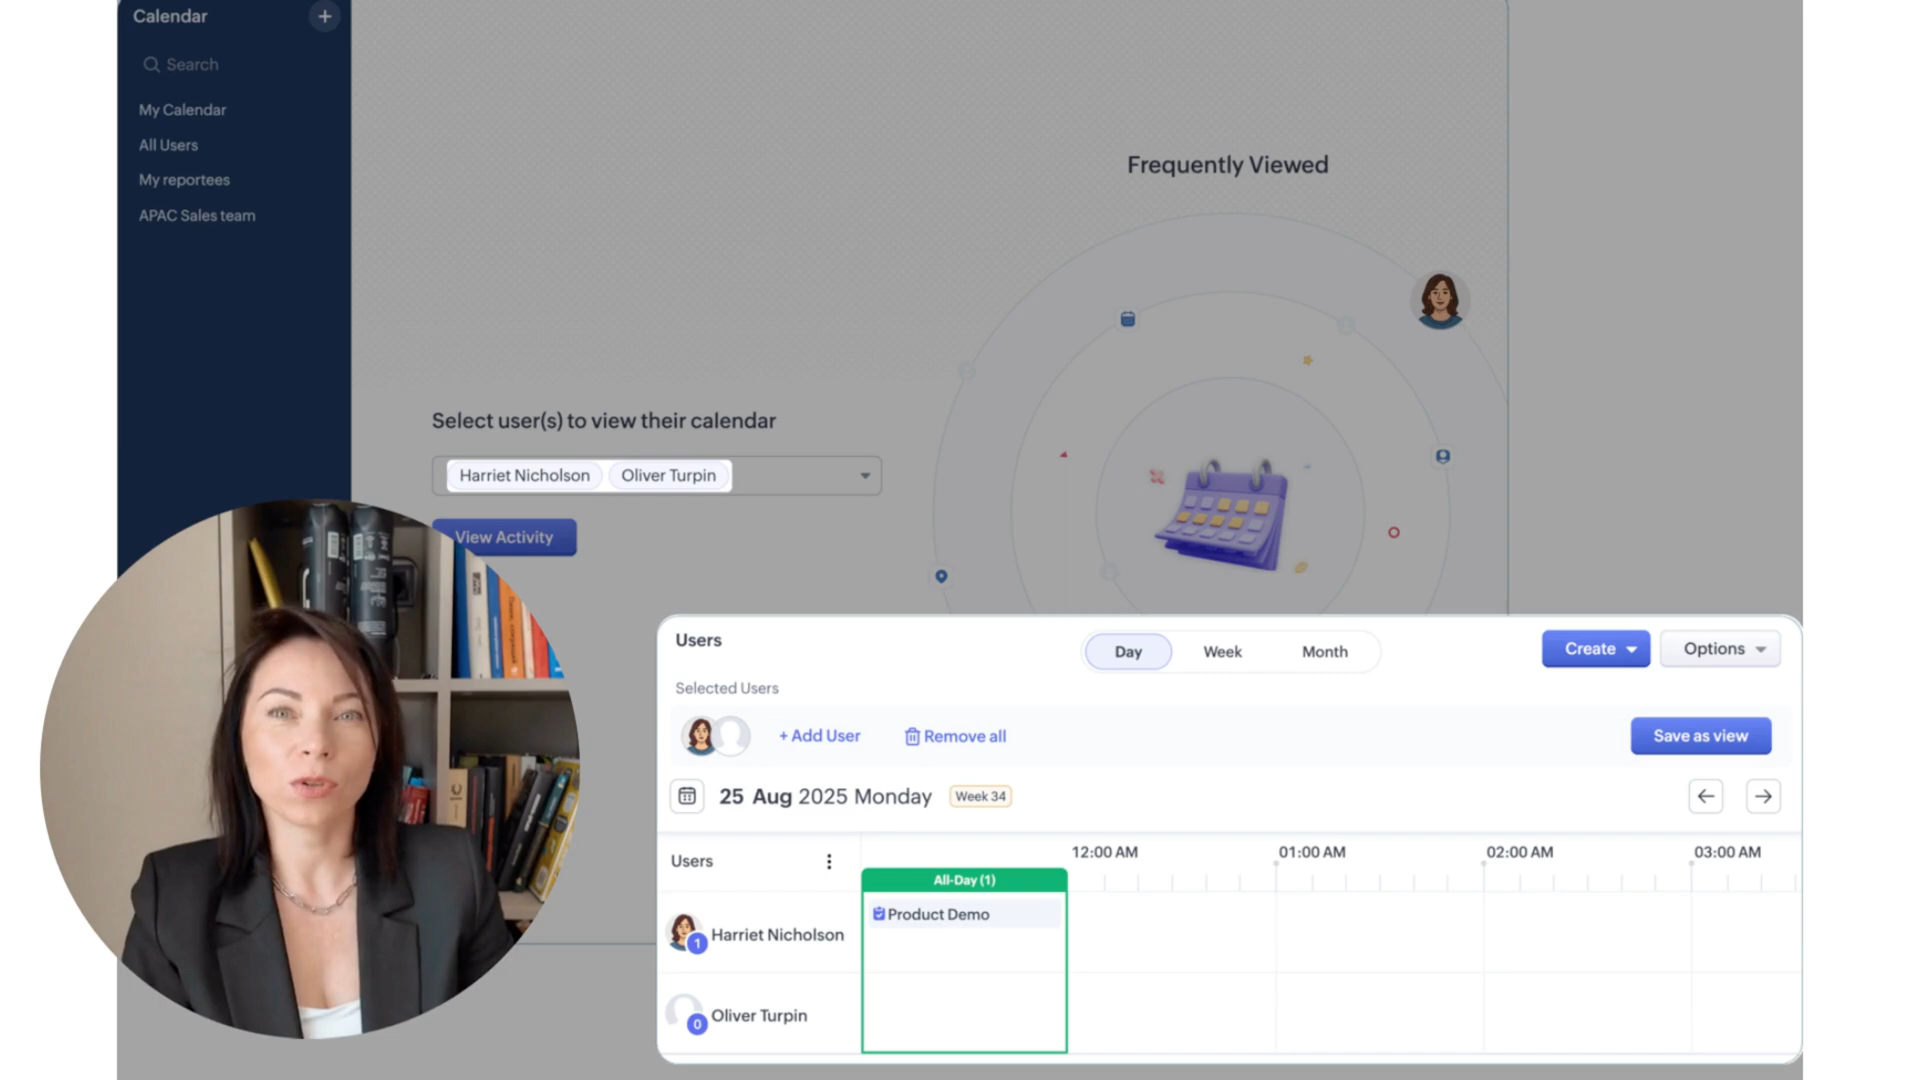 Calendar
Search
My Calendar
All Users
My reportees
APAC Sales team
Frequently Viewed
Select user(s) to view their calendar
Harriet Nicholson Oliver Turpin
View Activity
Users
Day Week Month
Create Options
Selected Users
+ Add User Remove all
Save as view
25 Aug 2025 Monday Week 34
Users
12:00 AM 01:00 AM 02:00 AM 03:00 AM
All-Day (1)
Product Demo
1 Harriet Nicholson
0 Oliver Turpin